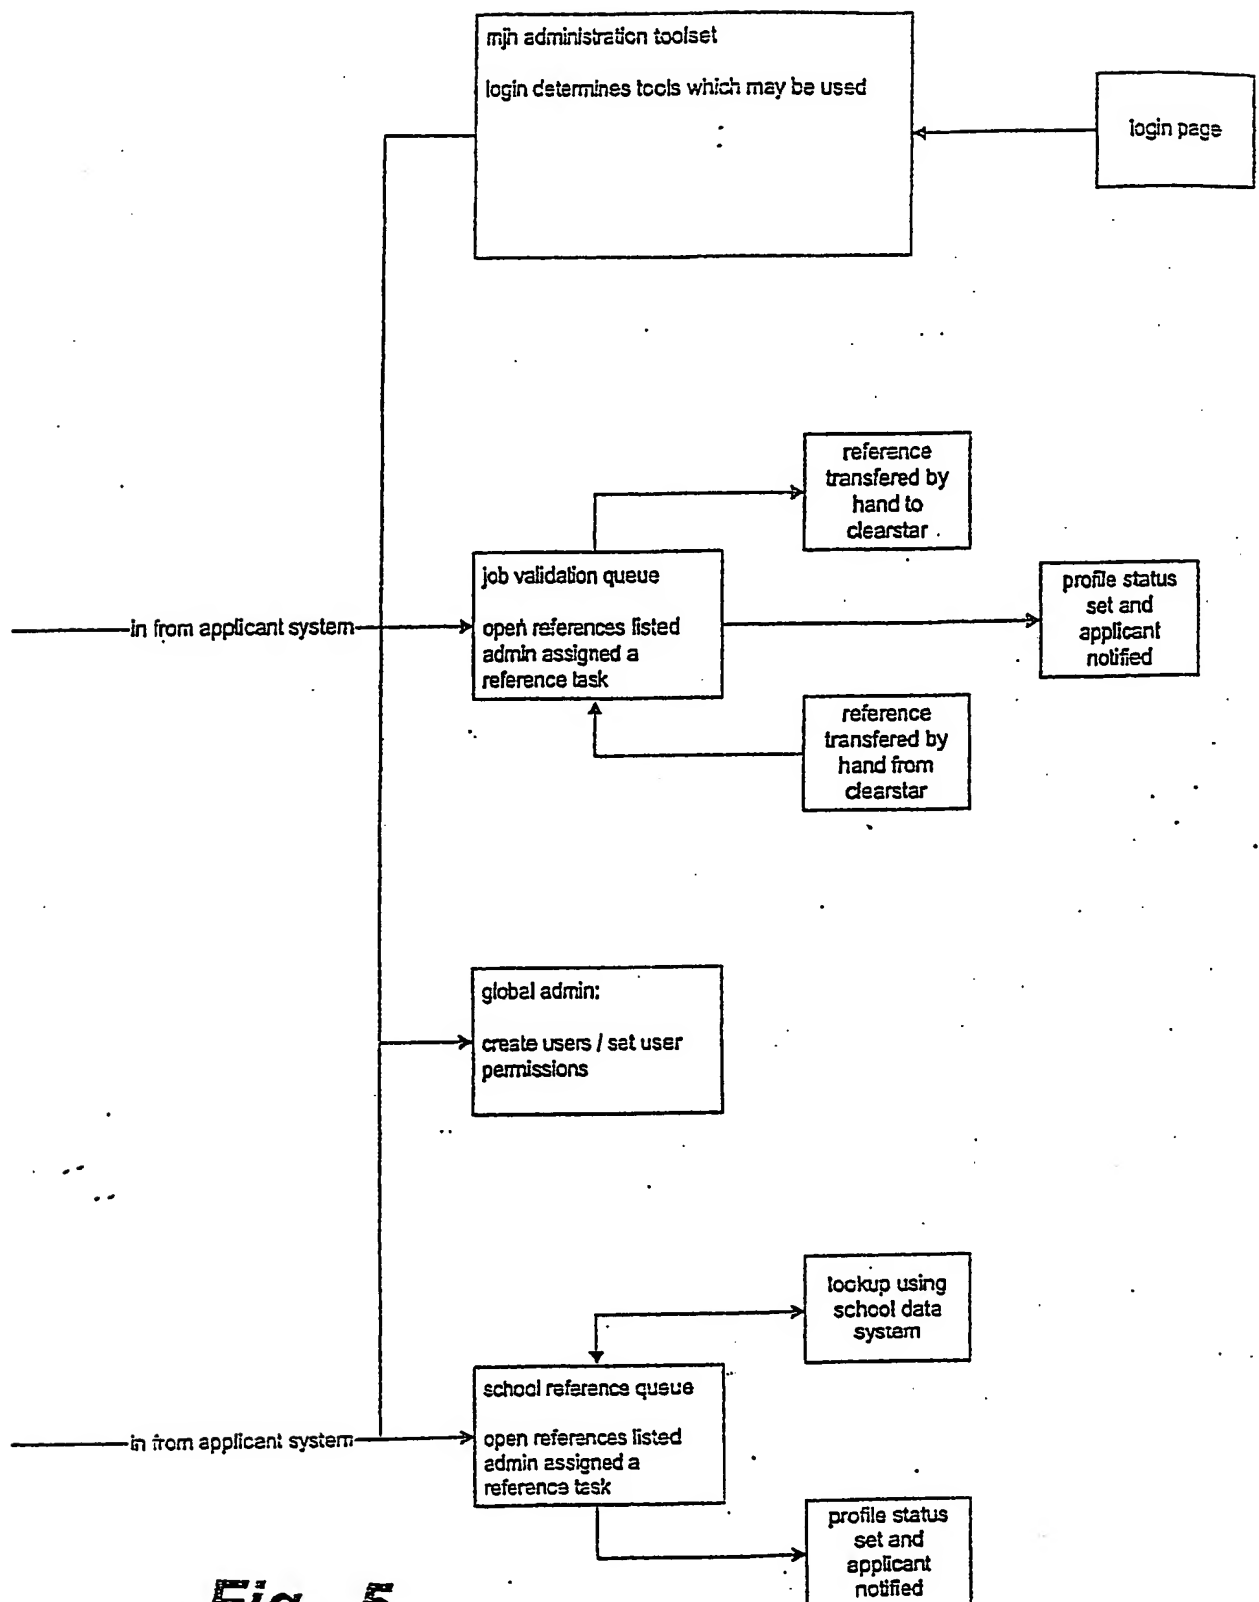 mjh administration toolset
login determines tools which may be used
login page
reference
transfered by
hand to
clearstar
job validation queue
open references listed
admin assigned a
reference task
in from applicant system
profile status
set and
applicant
notified
reference
transfered by
hand from
clearstar
global admin:
create users / set user
permissions
lookup using
school data
system
school reference queue
open references listed
admin assigned a
reference task
in from applicant system
profile status
set and
applicant
notified
Fig. 5